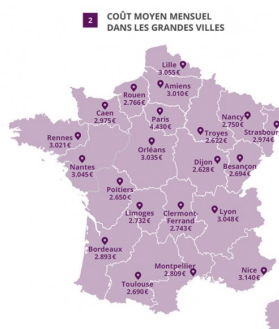 2
COÛT MOYEN MENSUEL
DANS LES GRANDES VILLES
Lille
3.055 €
Amiens
3.010 €
Rouen
2.766 €
Caen
2.975 €
Paris
4.430 €
Nancy
2.750 €
Strasbour
2.974 €
Troyes
2.622 €
Rennes
3.021 €
Orléans
3.035 €
Nantes
3.045 €
Dijon
2.628 €
Besançon
2.694 €
Poitiers
2.650 €
Limoges
2.732 €
Clermont-
Ferrand
2.743 €
Lyon
3.048 €
Bordeaux
2.893 €
Montpellier
2.809 €
Nice
3.140 €
Toulouse
2.690 €